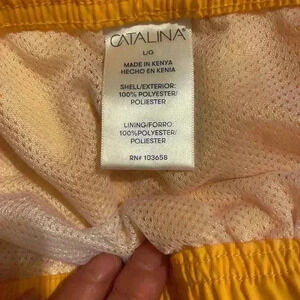 CATALINA®
L/G
MADE IN KENYA
HECHO EN KENIA
SHELL/EXTERIOR:
100% POLYESTER/
POLIESTER
LINING/FORRO:
100%POLYESTER/
POLIESTER
RN# 103658